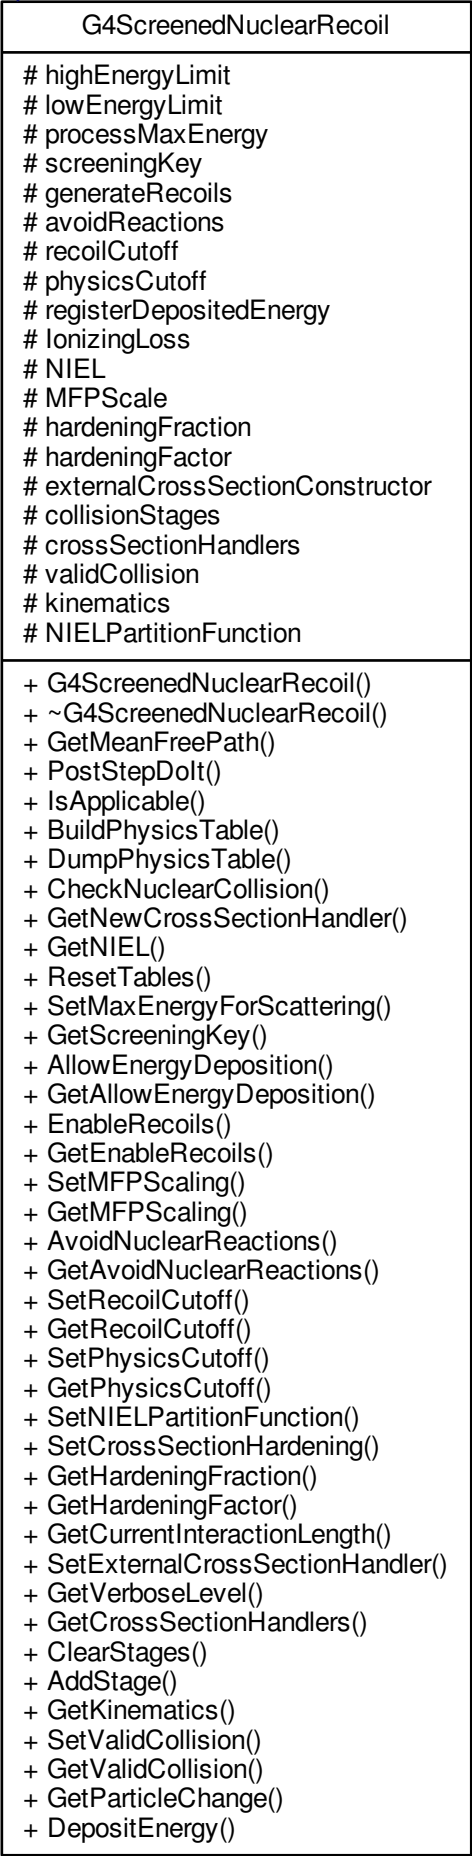 G4ScreenedNuclearRecoil
# highEnergyLimit
# lowEnergyLimit
# processMaxEnergy
# screeningKey
# generateRecoils
# avoidReactions
# recoilCutoff
# physicsCutoff
# registerDepositedEnergy
# IonizingLoss
# NIEL
# MFPScale
# hardeningFraction
# hardeningFactor
# externalCrossSectionConstructor
# collisionStages
# crossSectionHandlers
# validCollision
# kinematics
# NIELPartitionFunction
+ G4ScreenedNuclearRecoil()
+ ~G4ScreenedNuclearRecoil()
+ GetMeanFreePath()
+ PostStepDoIt()
+ IsApplicable()
+ BuildPhysicsTable()
+ DumpPhysicsTable()
+ CheckNuclearCollision()
+ GetNewCrossSectionHandler()
+ GetNIEL()
+ ResetTables()
+ SetMaxEnergyForScattering()
+ GetScreeningKey()
+ AllowEnergyDeposition()
+ GetAllowEnergyDeposition()
+ EnableRecoils()
+ GetEnableRecoils()
+ SetMFPScaling()
+ GetMFPScaling()
+ AvoidNuclearReactions()
+ GetAvoidNuclearReactions()
+ SetRecoilCutoff()
+ GetRecoilCutoff()
+ SetPhysicsCutoff()
+ GetPhysicsCutoff()
+ SetNIELPartitionFunction()
+ SetCrossSectionHardening()
+ GetHardeningFraction()
+ GetHardeningFactor()
+ GetCurrentInteractionLength()
+ SetExternalCrossSectionHandler()
+ GetVerboseLevel()
+ GetCrossSectionHandlers()
+ ClearStages()
+ AddStage()
+ GetKinematics()
+ SetValidCollision()
+ GetValidCollision()
+ GetParticleChange()
+ DepositEnergy()